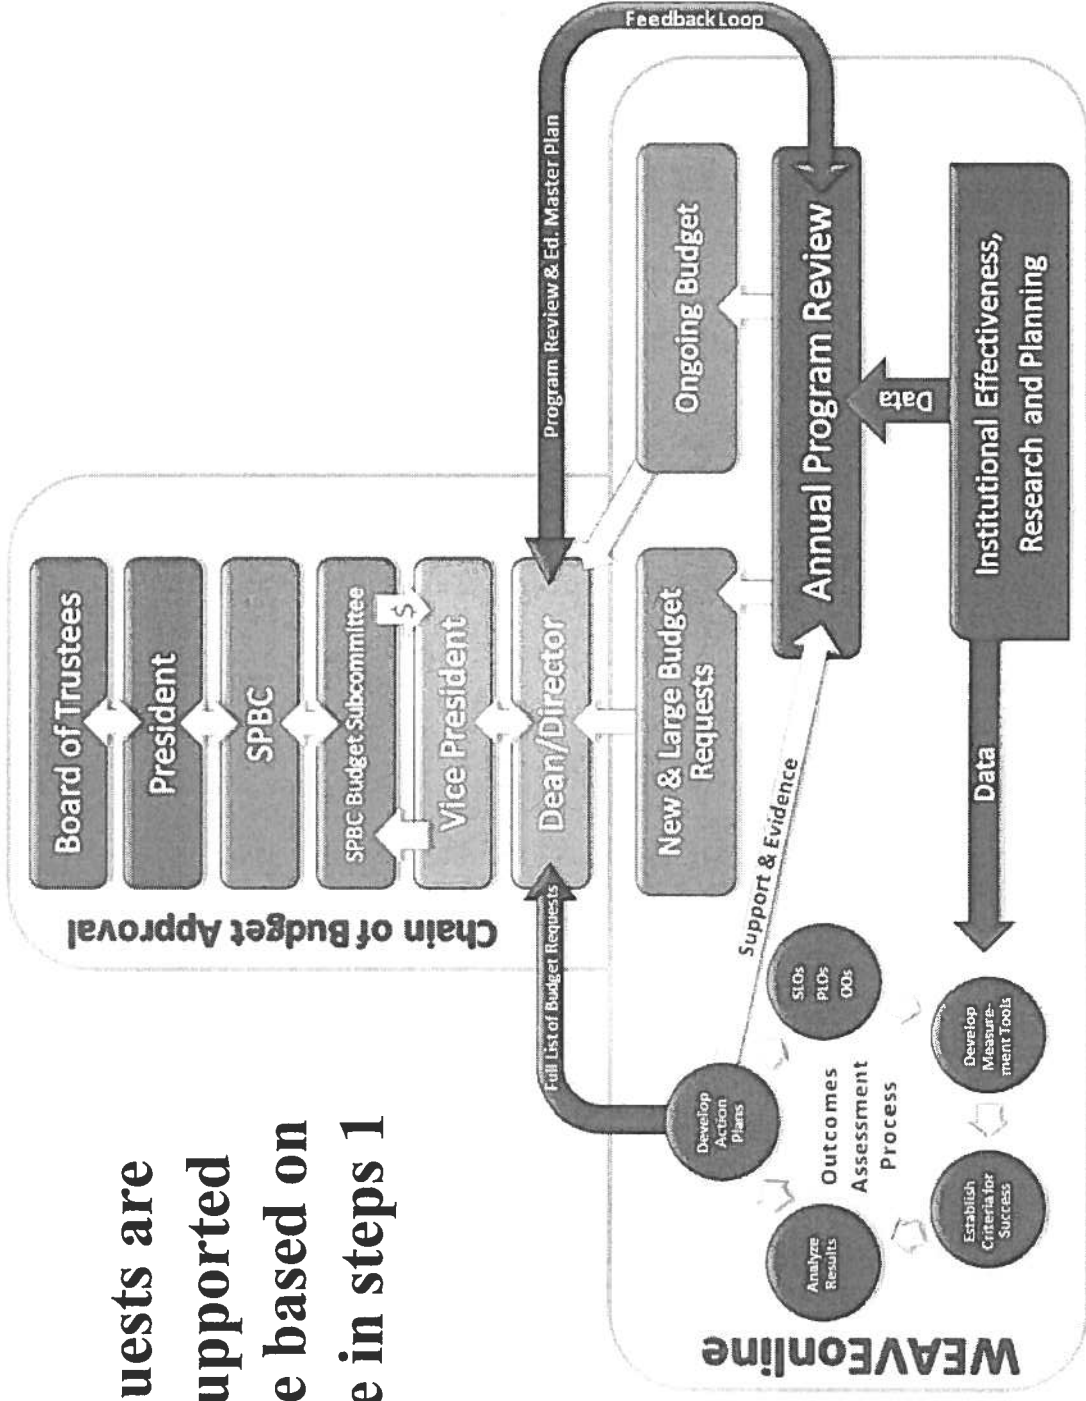 uests are
upported
e based on
e in steps 1
Chain of Budget Approval
Board of Trustees
President
SPBC
SPBC Budget Subcommittee
$
Vice President
Dean/Director
Full List of Budget Requests
Program Review & Ed. Master Plan
Feedback Loop
New & Large Budget
Requests
Ongoing Budget
Support & Evidence
Annual Program Review
Data
Institutional Effectiveness,
Research and Planning
Data
WEAVEonline
Develop
Action
Plans
SLOs
PLOs
OOs
Outcomes
Assessment
Process
Analyze
Results
Develop
Measure-
ment Tools
Establish
Criteria for
Success